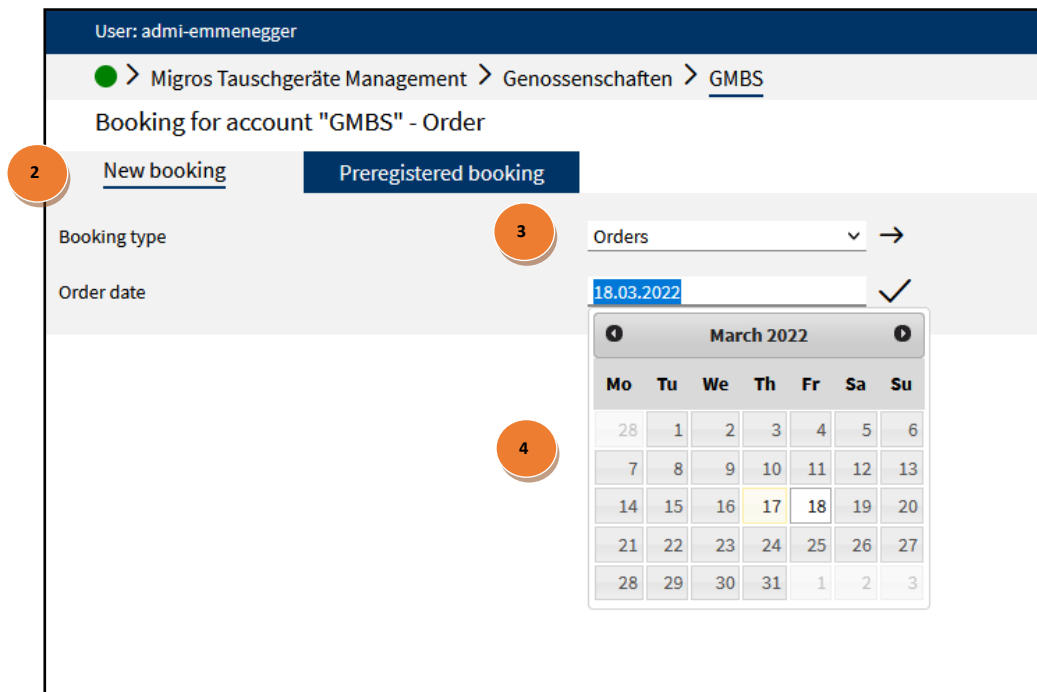 User: admi-emmenegger
Migros Tauschgeräte Management > Genossenschaften > GMBS
Booking for account "GMBS" - Order
2 New booking Preregistered booking
Booking type 3 Orders
Order date 18.03.2022
March 2022
Mo Tu We Th Fr Sa Su
28 1 2 3 4 5 6
4
7 8 9 10 11 12 13
14 15 16 17 18 19 20
21 22 23 24 25 26 27
28 29 30 31 1 2 3